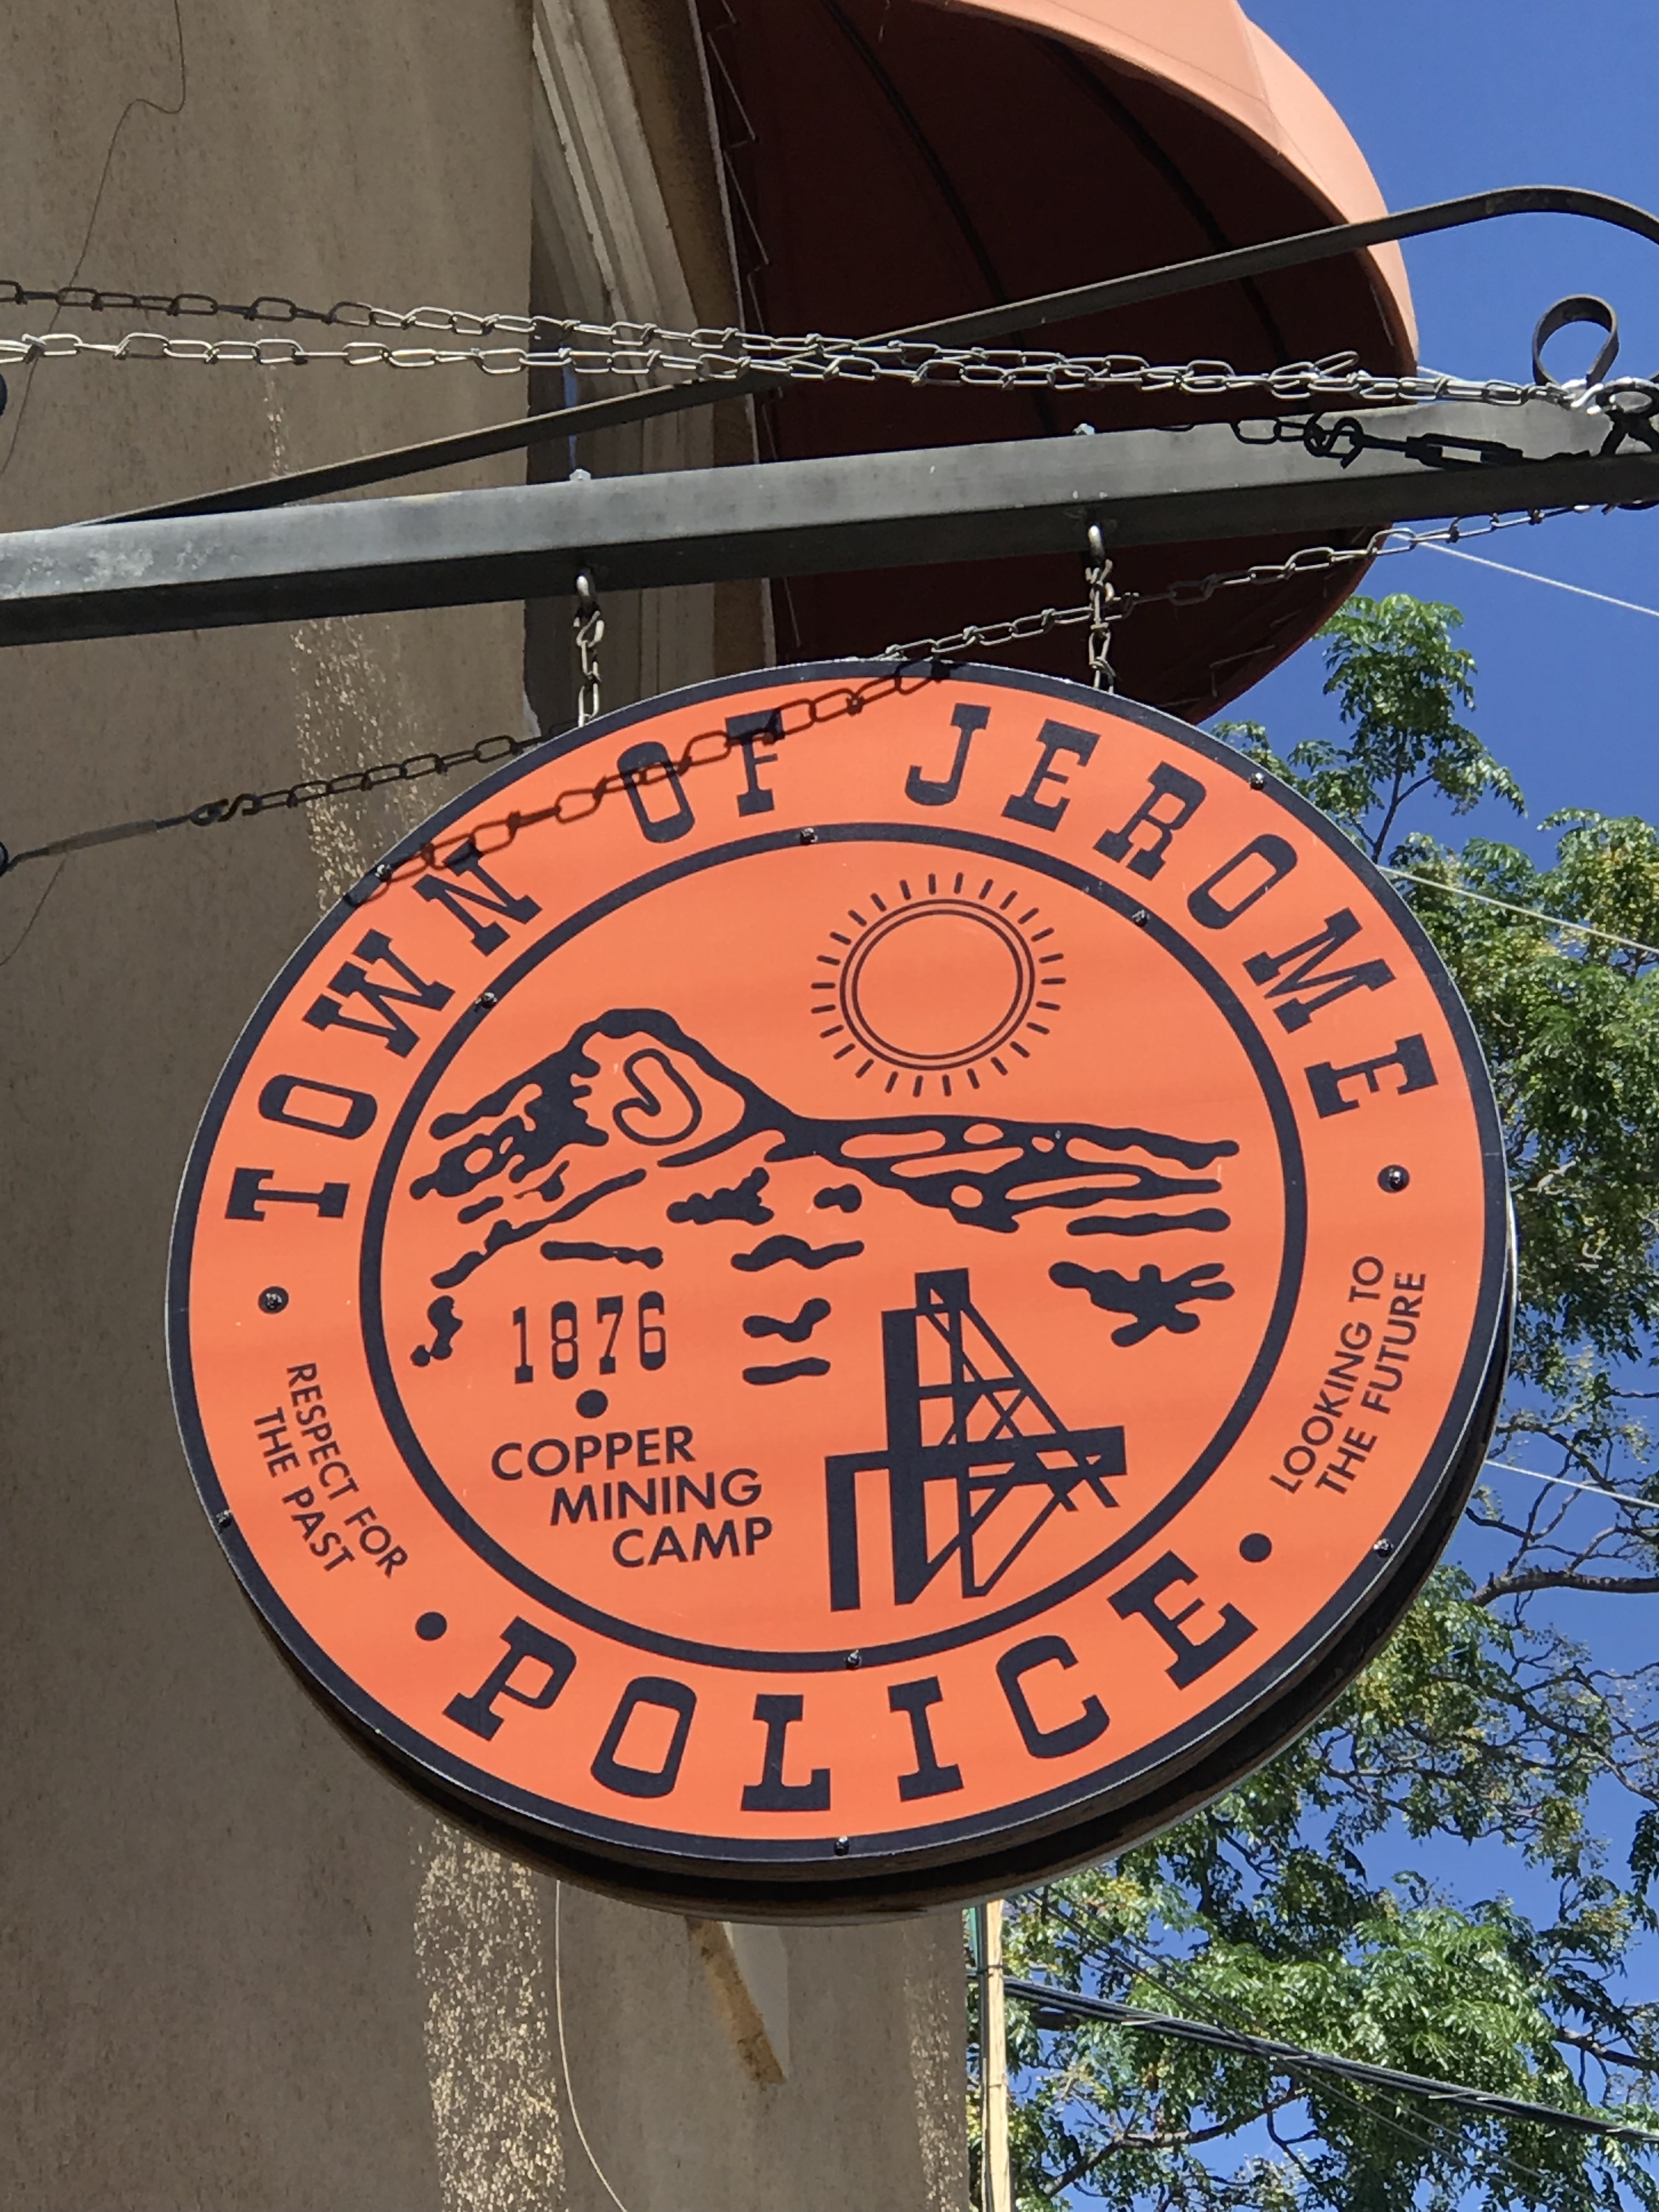 TOWN OF JEROME
J
1876
COPPER
MINING
CAMP
RESPECT FOR
THE PAST
LOOKING TO
THE FUTURE
• POLICE •